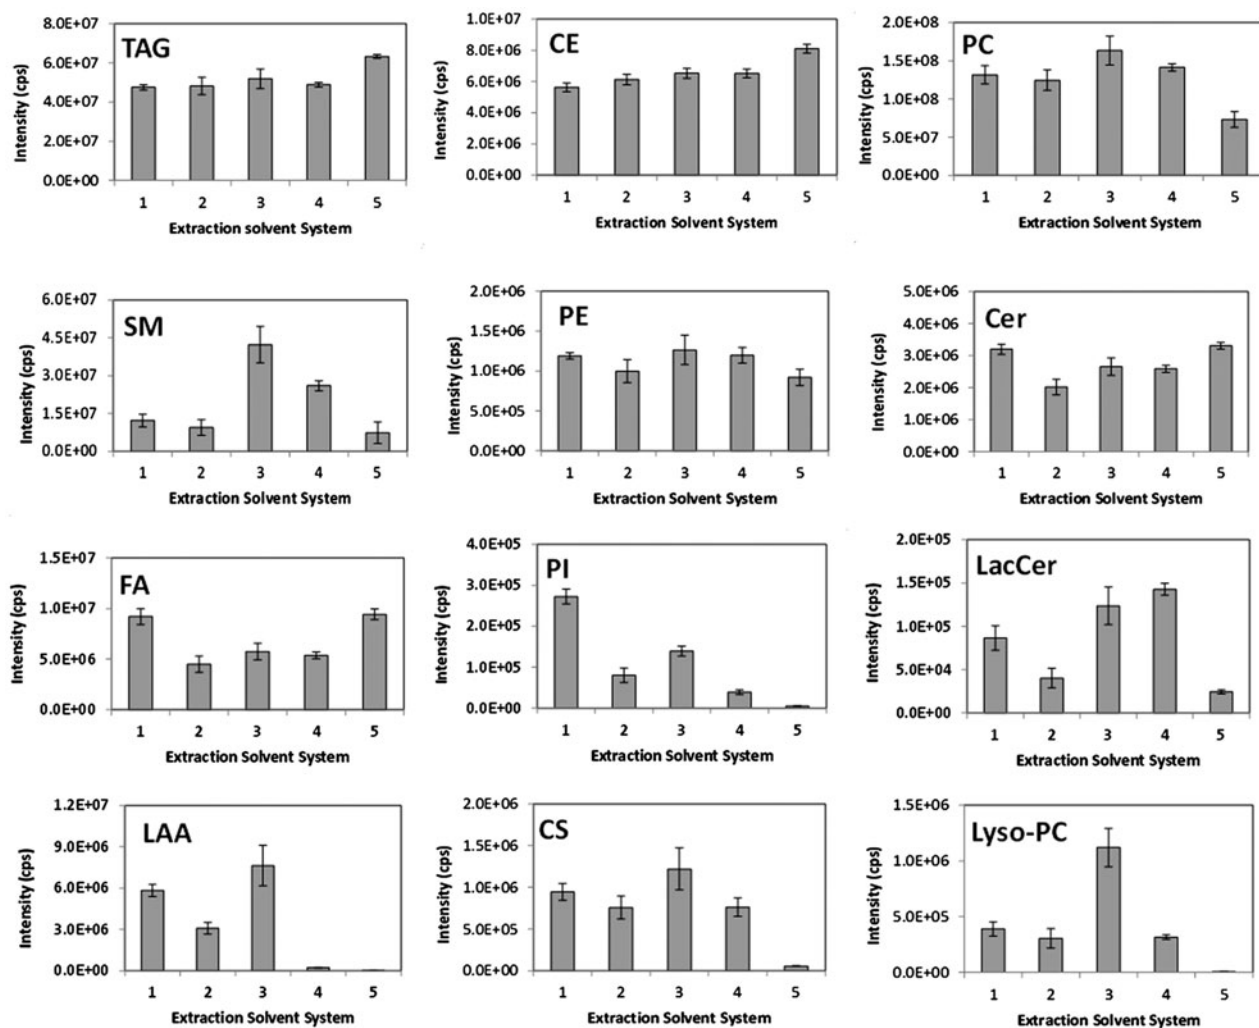 TAG
Intensity (cps)
8.0E+07
6.0E+07
4.0E+07
2.0E+07
0.0E+00
1 2 3 4 5
Extraction solvent System
CE
Intensity (cps)
1.0E+07
8.0E+06
6.0E+06
4.0E+06
2.0E+06
0.0E+00
1 2 3 4 5
Extraction Solvent System
PC
Intensity (cps)
2.0E+08
1.5E+08
1.0E+08
5.0E+07
0.0E+00
1 2 3 4 5
Extraction Solvent System
SM
Intensity (cps)
6.0E+07
4.5E+07
3.0E+07
1.5E+07
0.0E+00
1 2 3 4 5
Extraction Solvent System
PE
Intensity (cps)
2.0E+06
1.5E+06
1.0E+06
5.0E+05
0.0E+00
1 2 3 4 5
Extraction Solvent System
Cer
Intensity (cps)
5.0E+06
4.0E+06
3.0E+06
2.0E+06
1.0E+06
0.0E+00
1 2 3 4 5
Extraction Solvent System
FA
Intensity (cps)
1.5E+07
1.0E+07
5.0E+06
0.0E+00
1 2 3 4 5
Extraction Solvent System
PI
Intensity (cps)
4.0E+05
3.0E+05
2.0E+05
1.0E+05
0.0E+00
1 2 3 4 5
Extraction Solvent System
LacCer
Intensity (cps)
2.0E+05
1.5E+05
1.0E+05
5.0E+04
0.0E+00
1 2 3 4 5
Extraction Solvent System
LAA
Intensity (cps)
1.2E+07
9.0E+06
6.0E+06
3.0E+06
0.0E+00
1 2 3 4 5
Extraction Solvent System
CS
Intensity (cps)
2.0E+06
1.5E+06
1.0E+06
5.0E+05
0.0E+00
1 2 3 4 5
Extraction Solvent System
Lyso-PC
Intensity (cps)
1.5E+06
1.0E+06
5.0E+05
0.0E+00
1 2 3 4 5
Extraction Solvent System